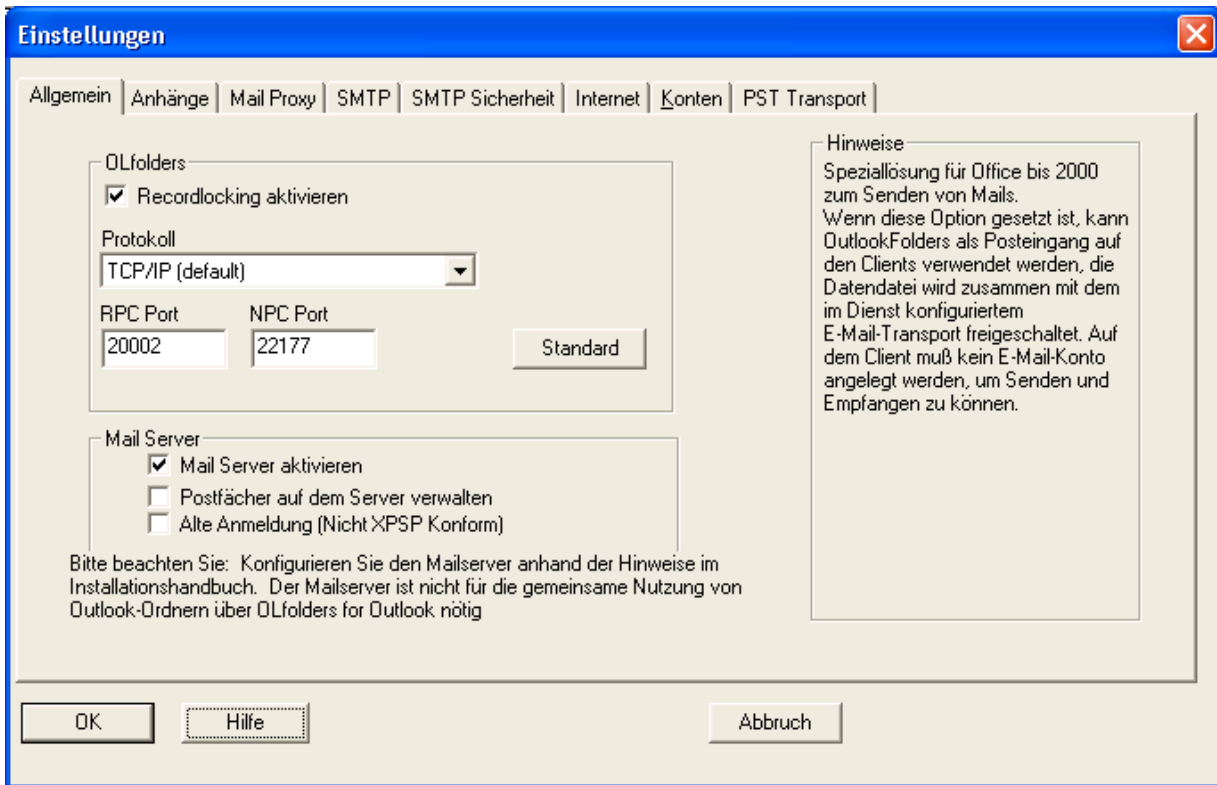 Einstellungen
Allgemein Anhänge Mail Proxy SMTP SMTP Sicherheit Internet Konten PST Transport
OLfolders
Recordlocking aktivieren
Protokoll
TCP/IP (default)
RPC Port NPC Port
20002 22177 Standard
Mail Server
Mail Server aktivieren
Postfächer auf dem Server verwalten
Alte Anmeldung (Nicht XPSP Konform)
Bitte beachten Sie: Konfigurieren Sie den Mailserver anhand der Hinweise im
Installationshandbuch. Der Mailserver ist nicht für die gemeinsame Nutzung von
Outlook-Ordnern über OLfolders for Outlook nötig
Hinweise
Speziallösung für Office bis 2000
zum Senden von Mails.
Wenn diese Option gesetzt ist, kann
OutlookFolders als Posteingang auf
den Clients verwendet werden, die
Datendatei wird zusammen mit dem
im Dienst konfiguriertem
E-Mail-Transport freigeschaltet. Auf
dem Client muß kein E-Mail-Konto
angelegt werden, um Senden und
Empfangen zu können.
OK Hilfe Abbruch